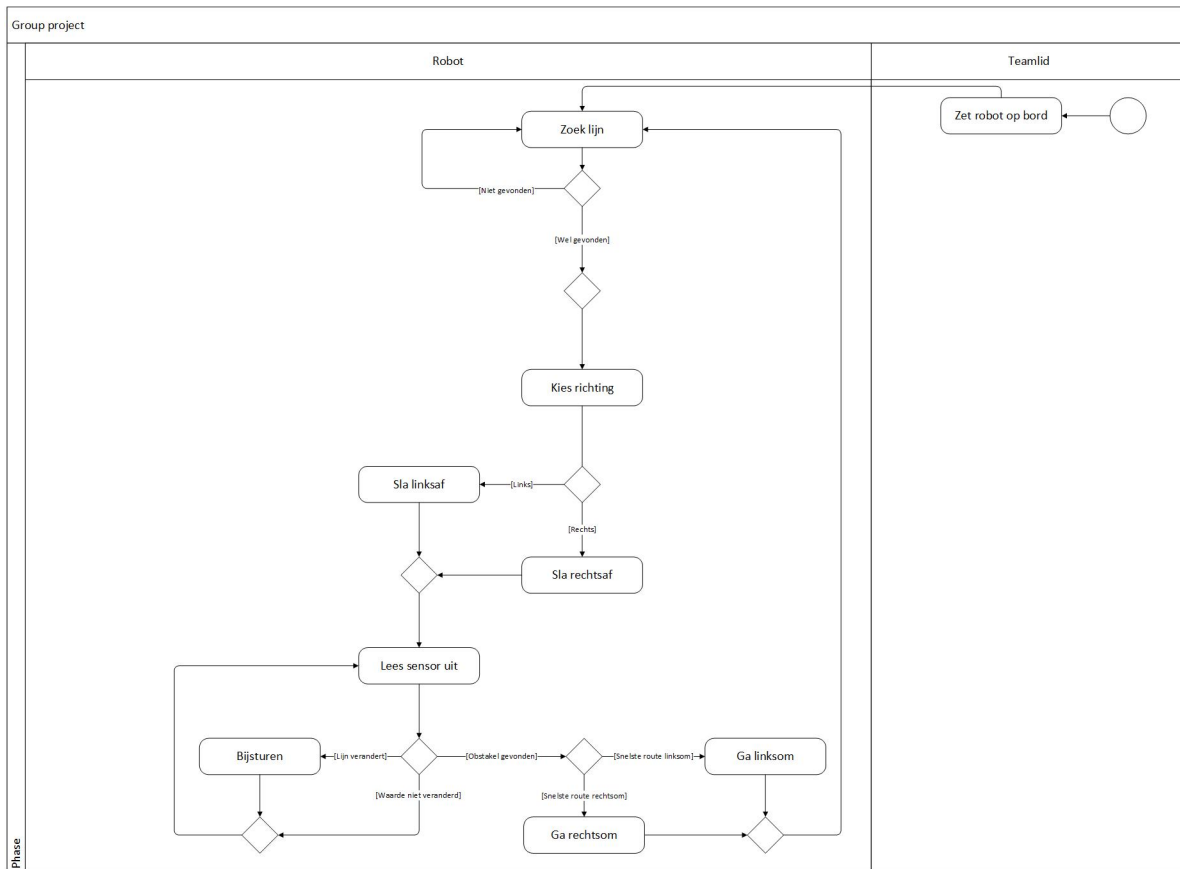 Group project
Robot
Teamlid
Zoek lijn
Zet robot op bord
[Niet gevonden]
[Wel gevonden]
Kies richting
Sla linksaf
[Links]
[Rechts]
Sla rechtsaf
Lees sensor uit
Bijsturen
[Lijn verandert]
[Obstakel gevonden]
[Snelste route linksom]
Ga linksom
[Waarde niet veranderd]
[Snelste route rechtsom]
Ga rechtsom
Phase